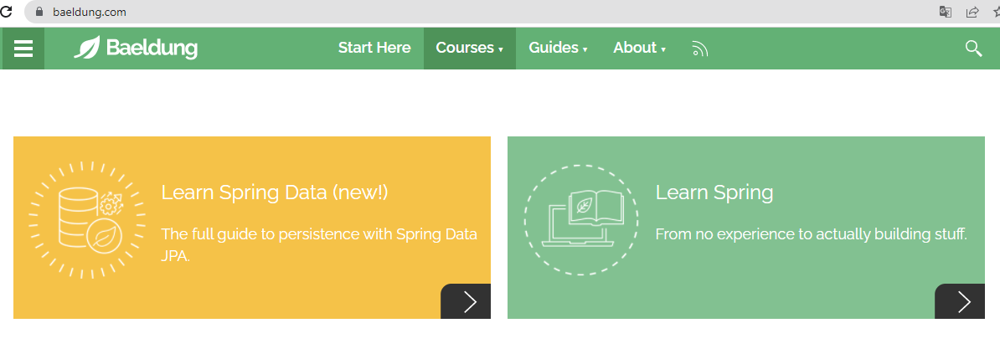 baeldung.com
Baeldung
Start Here
Courses ▾
Guides ▾
About ▾
Learn Spring Data (new!)
The full guide to persistence with Spring Data
JPA.
Learn Spring
From no experience to actually building stuff.